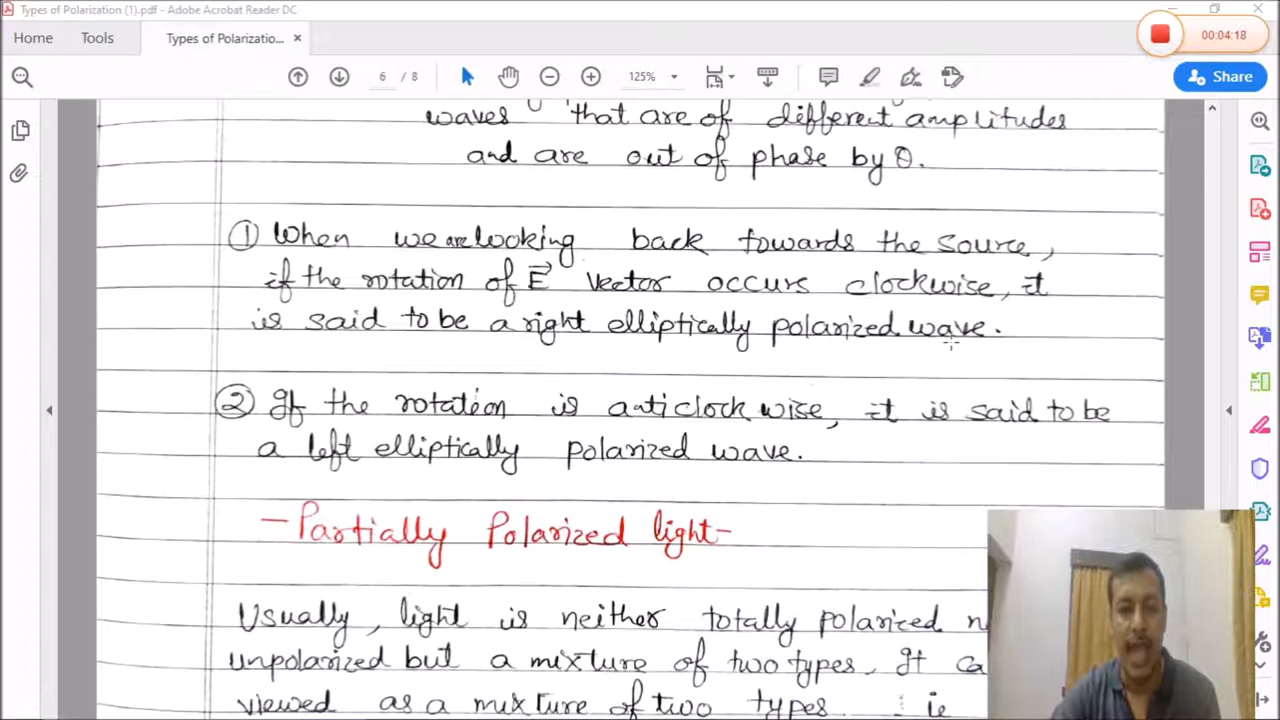 Types of Polarization (1).pdf - Adobe Acrobat Reader DC
Home Tools Types of Polarizatio... ×
00:04:18
6 / 8 125% Share
waves that are of different amplitudes
and are out of phase by θ.
① When we are looking back towards the source,
if the rotation of E⃗ vector occurs clockwise, it
is said to be a right elliptically polarized wave.
② If the rotation is anticlockwise, it is said to be
a left elliptically polarized wave.
- Partially Polarized light -
Usually, light is neither totally polarized
unpolarized but a mixture of two types. It
viewed as a mixture of two types